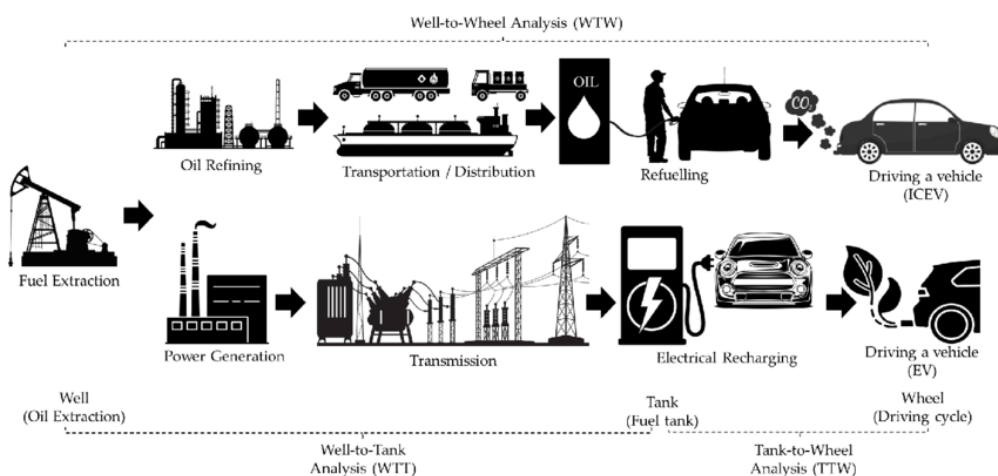 Well-to-Wheel Analysis (WTW)
OIL
CO₂
Oil Refining
Transportation / Distribution
Refuelling
Driving a vehicle
(ICEV)
Fuel Extraction
Power Generation
Transmission
Electrical Recharging
Driving a vehicle
(EV)
Well
(Oil Extraction)
Tank
(Fuel tank)
Wheel
(Driving cycle)
Well-to-Tank
Analysis (WTT)
Tank-to-Wheel
Analysis (TTW)